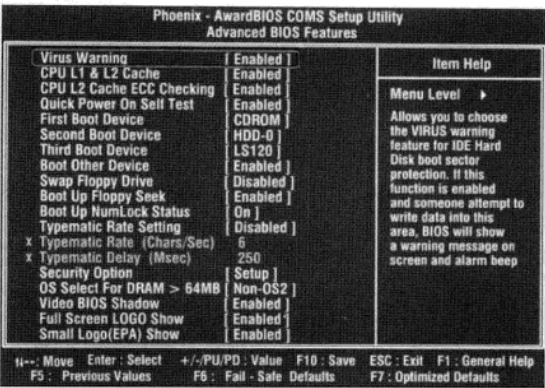 Phoenix - AwardBIOS COMS Setup Utility
Advanced BIOS Features
Virus Warning [ Enabled ]
CPU L1 & L2 Cache [ Enabled ]
CPU L2 Cache ECC Checking [ Enabled ]
Quick Power On Selt Test [ Enabled ]
First Boot Device [ CDROM ]
Second Boot Device [ HDD-0 ]
Third Boot Device [ LS120 ]
Boot Other Device [ Enabled ]
Swap Floppy Drive [ Disabled ]
Boot Up Floppy Seek [ Enabled ]
Boot Up NumLock Status [ On ]
Typematic Rate Setting [ Disabled ]
x Typematic Rate (Chars/Sec) 6
x Typematic Delay (Msec) 250
Security Option [ Setup ]
OS Select For DRAM > 64MB [ Non-OS2 ]
Video BIOS Shadow [ Enabled ]
Full Screen LOGO Show [ Enabled ]
Small Logo(EPA) Show [ Enabled ]
Item Help
Menu Level ▸
Allows you to choose
the VIRUS warning
feature for IDE Hard
Disk boot sector
protection. If this
function is enabled
and someone attempt to
write data into this
area, BIOS will show
a warning message on
screen and alarm beep
↑↓--: Move Enter : Select +/-/PU/PD : Value F10 : Save ESC : Exit F1 : General Help
F5 : Previous Values F6 : Fail - Safe Defaults F7 : Optimized Defaults